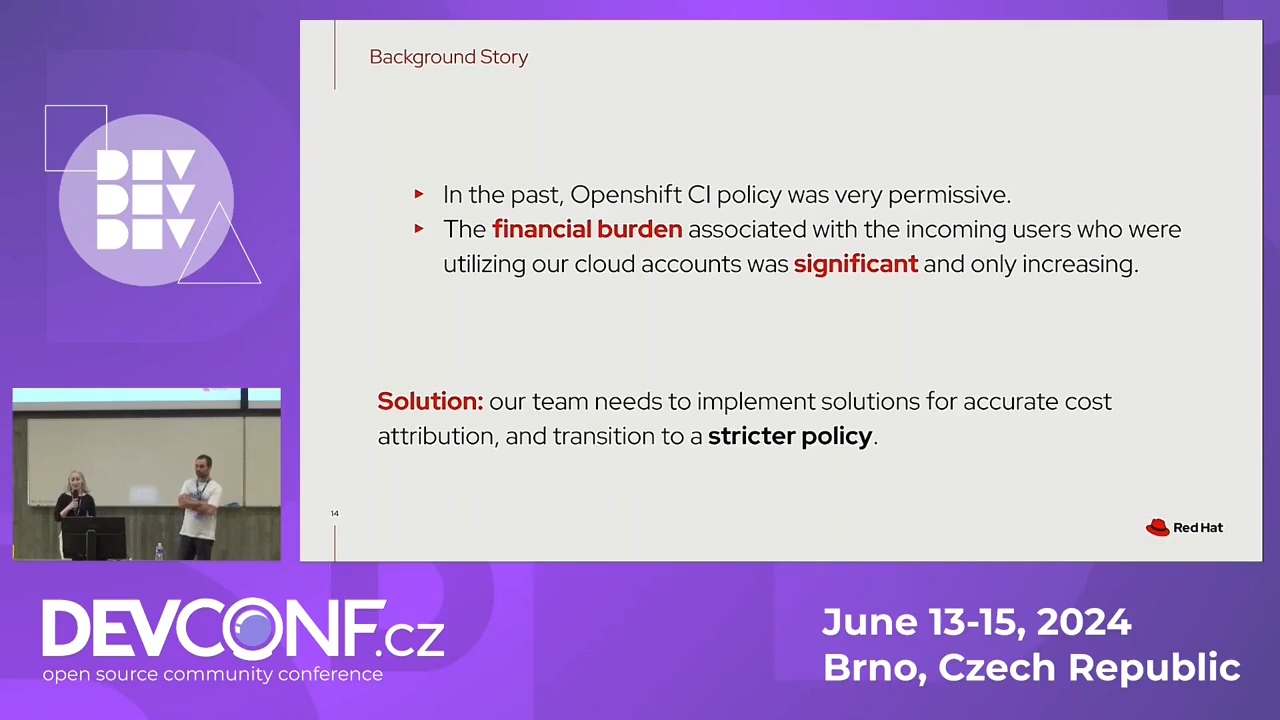 Background Story
In the past, Openshift CI policy was very permissive.
The financial burden associated with the incoming users who were
utilizing our cloud accounts was significant and only increasing.
Solution: our team needs to implement solutions for accurate cost
attribution, and transition to a stricter policy.
14
Red Hat
DEV
DEV
DEV
DEVCONF.cz
open source community conference
June 13-15, 2024
Brno, Czech Republic